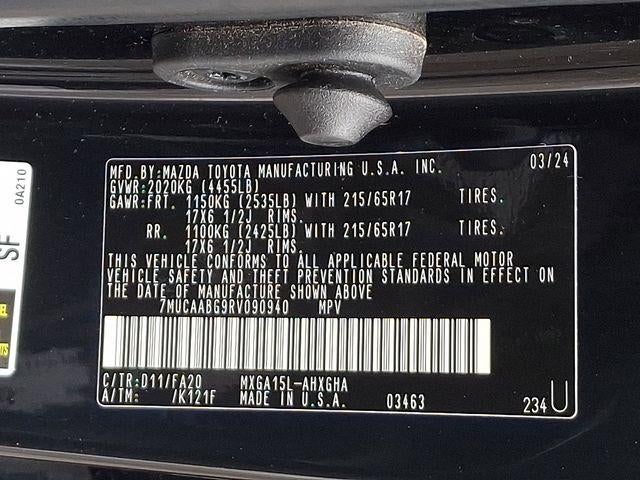 MFD.BY:MAZDA TOYOTA MANUFACTURING U.S.A. INC. 03/24
GVWR:2020KG (4455LB)
GAWR:FRT. 1150KG (2535LB) WITH 215/65R17 TIRES.
17X6 1/2J RIMS.
RR. 1100KG (2425LB) WITH 215/65R17 TIRES.
17X6 1/2J RIMS.
THIS VEHICLE CONFORMS TO ALL APPLICABLE FEDERAL MOTOR
VEHICLE SAFETY AND THEFT PREVENTION STANDARDS IN EFFECT ON
THE DATE OF MANUFACTURE SHOWN ABOVE
7MUCAABG9RV090940 MPV
C/TR:D11/FA20 MXGA15L-AHXGHA
A/TM: /K121F MADE IN U.S.A. 03463 234U
0A210
SF